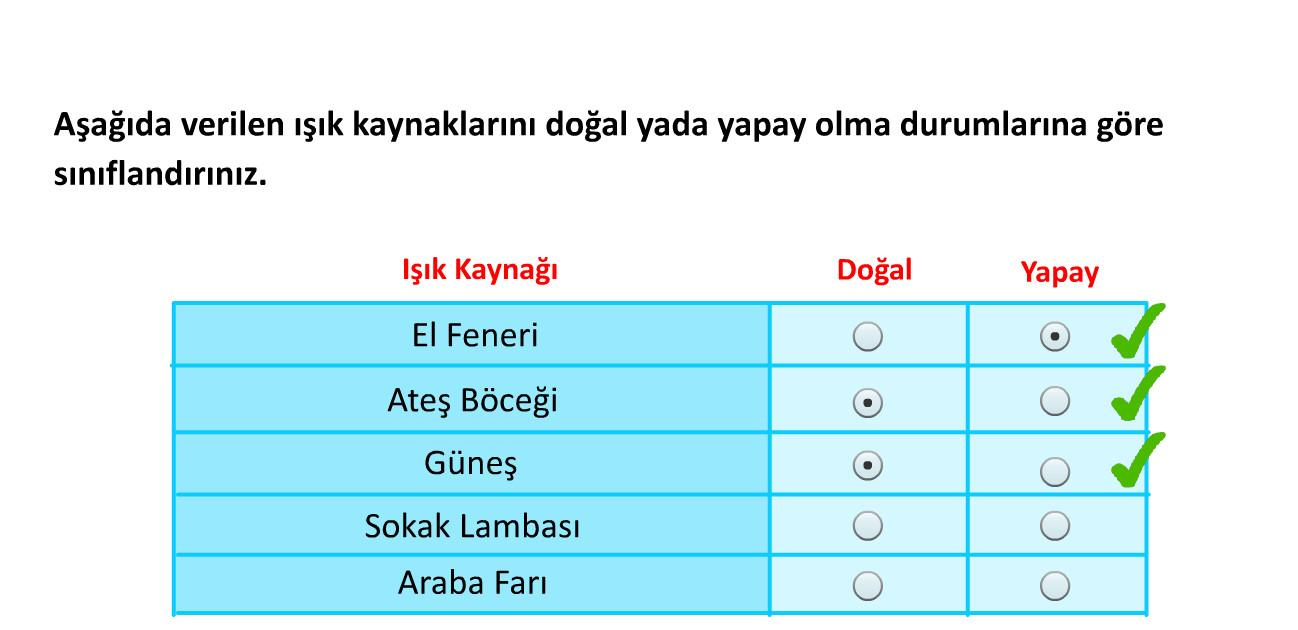 Aşağıda verilen ışık kaynaklarını doğal yada yapay olma durumlarına göre
sınıflandırınız.
Işık Kaynağı Doğal Yapay
El Feneri
Ateş Böceği
Güneş
Sokak Lambası
Araba Farı